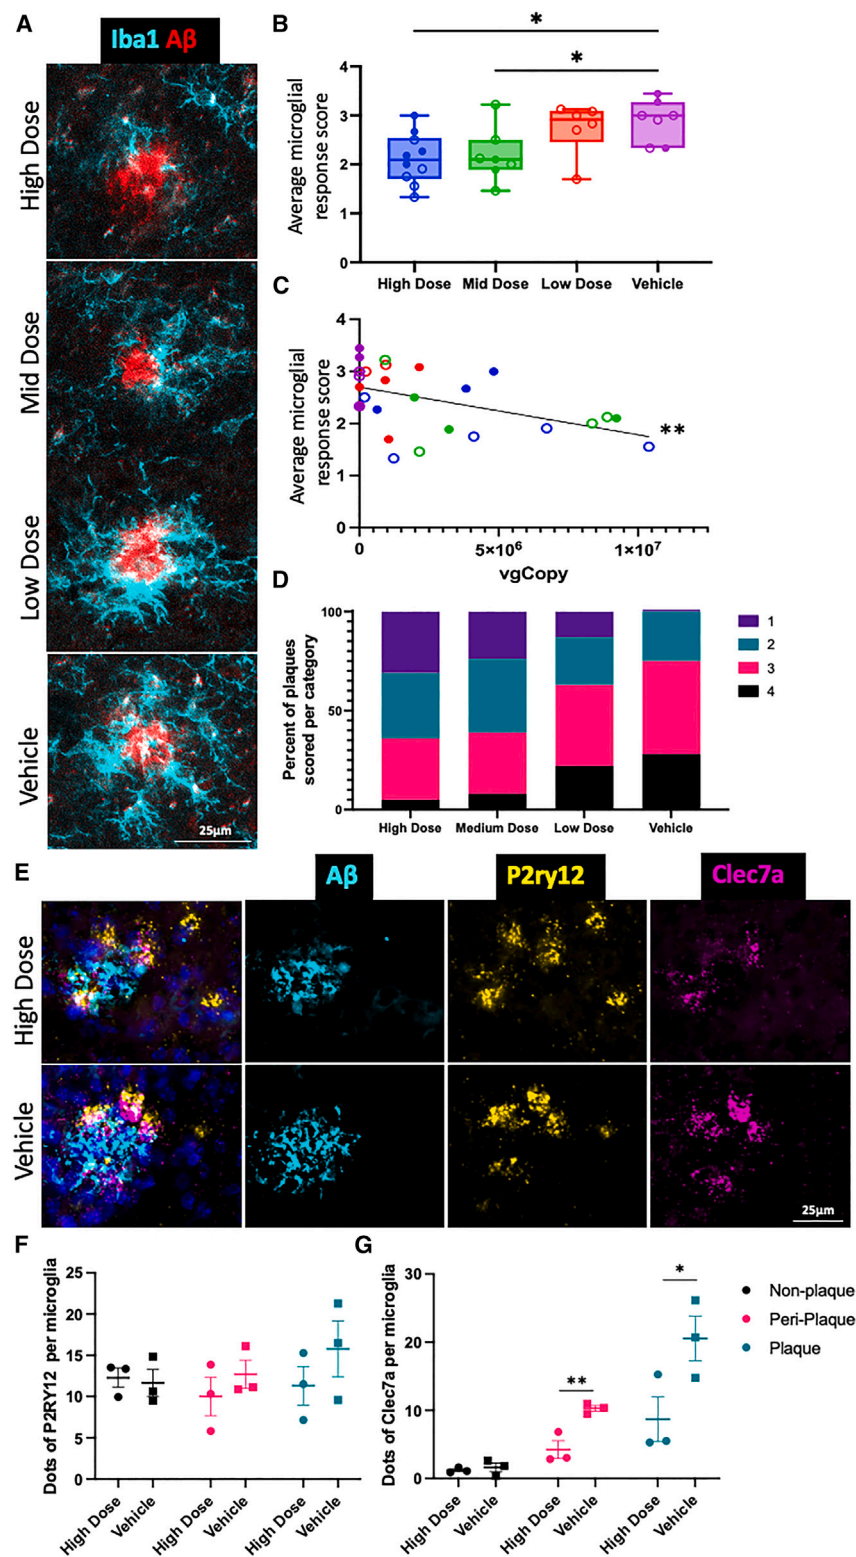 A
Iba1 Aβ
High Dose
Mid Dose
Low Dose
Vehicle
25μm
B
*
*
Average microglial
response score
4
3
2
1
0
High Dose Mid Dose Low Dose Vehicle
C
Average microglial
response score
4
3
2
1
0
**
0 5×10⁶ 1×10⁷
vgCopy
D
Percent of plaques
scored per category
100
50
0
High Dose Medium Dose Low Dose Vehicle
1
2
3
4
E
Aβ P2ry12 Clec7a
High Dose
Vehicle
25μm
F
Dots of P2RY12 per microglia
25
20
15
10
5
0
High Dose Vehicle High Dose Vehicle High Dose Vehicle
G
Dots of Clec7a per microglia
30
20
10
0
**
*
High Dose Vehicle High Dose Vehicle High Dose Vehicle
Non-plaque
Peri-Plaque
Plaque